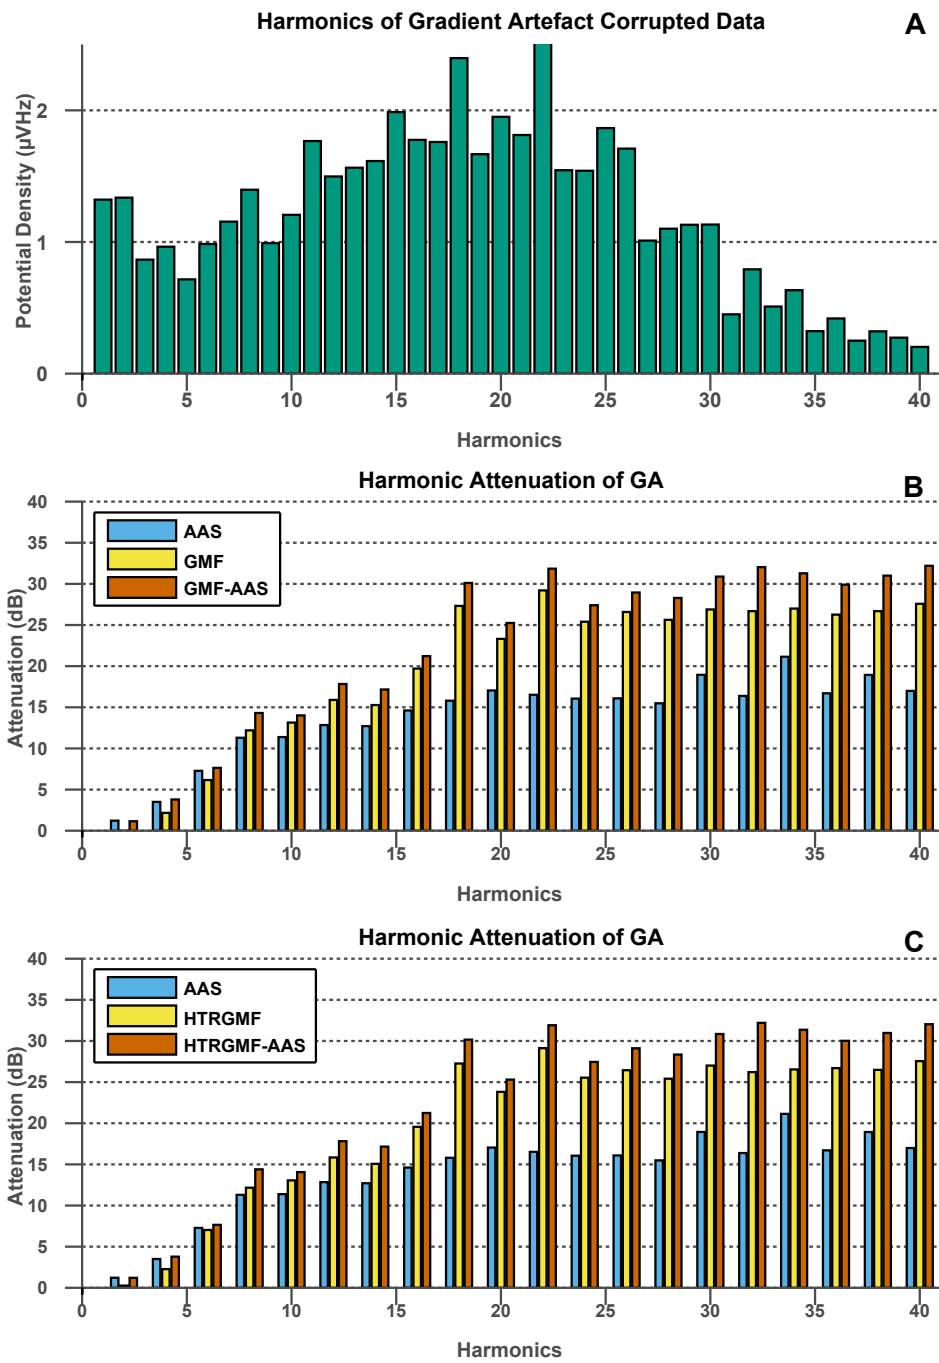 Harmonics of Gradient Artefact Corrupted Data
A
Potential Density (µVHz)
2
1
0
0 5 10 15 20 25 30 35 40
Harmonics
Harmonic Attenuation of GA
B
Attenuation (dB)
40
35
30
25
20
15
10
5
0
AAS
GMF
GMF-AAS
0 5 10 15 20 25 30 35 40
Harmonics
Harmonic Attenuation of GA
C
Attenuation (dB)
40
35
30
25
20
15
10
5
0
AAS
HTRGMF
HTRGMF-AAS
0 5 10 15 20 25 30 35 40
Harmonics